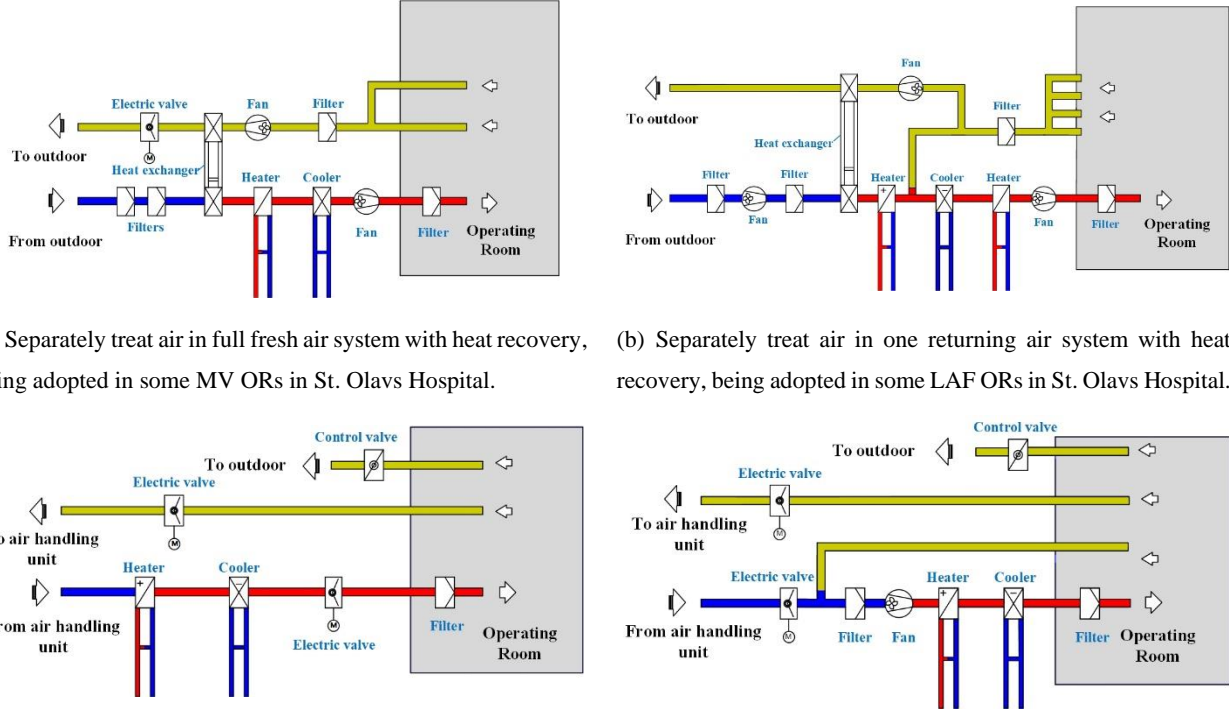 Electric valve
Fan
Filter
To outdoor
Heat exchanger
Heater
Cooler
M
From outdoor
Filters
Fan
Filter
Operating
Room
Fan
Filter
To outdoor
Heat exchanger
Filter
Filter
Heater
Cooler
Heater
+
−
From outdoor
Fan
Fan
Filter
Operating
Room
Separately treat air in full fresh air system with heat recovery,
ing adopted in some MV ORs in St. Olavs Hospital.
(b) Separately treat air in one returning air system with heat
recovery, being adopted in some LAF ORs in St. Olavs Hospital.
Control valve
To outdoor
Electric valve
M
o air handling
unit
Heater
Cooler
+
−
M
rom air handling
unit
Electric valve
Filter
Operating
Room
Control valve
To outdoor
Electric valve
M
To air handling
unit
Electric valve
Heater
Cooler
+
−
M
From air handling
unit
Filter
Fan
Filter
Operating
Room